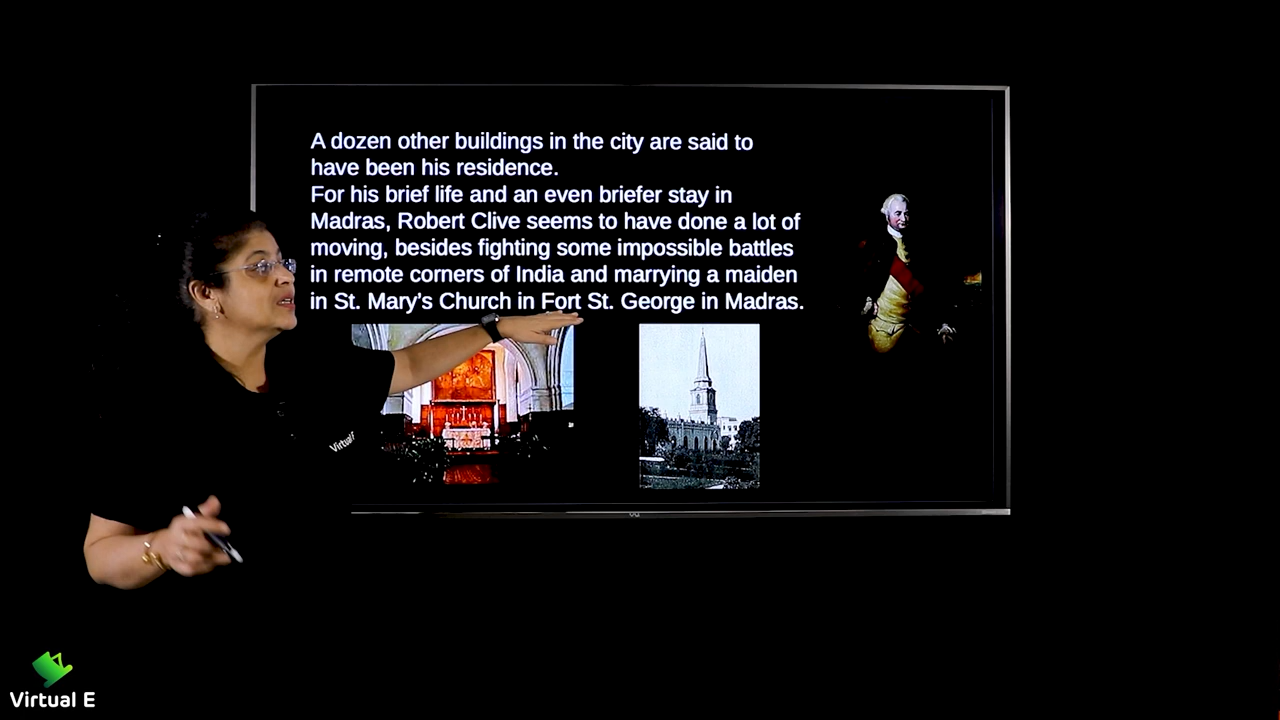 A dozen other buildings in the city are said to
have been his residence.
For his brief life and an even briefer stay in
Madras, Robert Clive seems to have done a lot of
moving, besides fighting some impossible battles
in remote corners of India and marrying a maiden
in St. Mary's Church in Fort St. George in Madras.
Virtual E
Virtual E